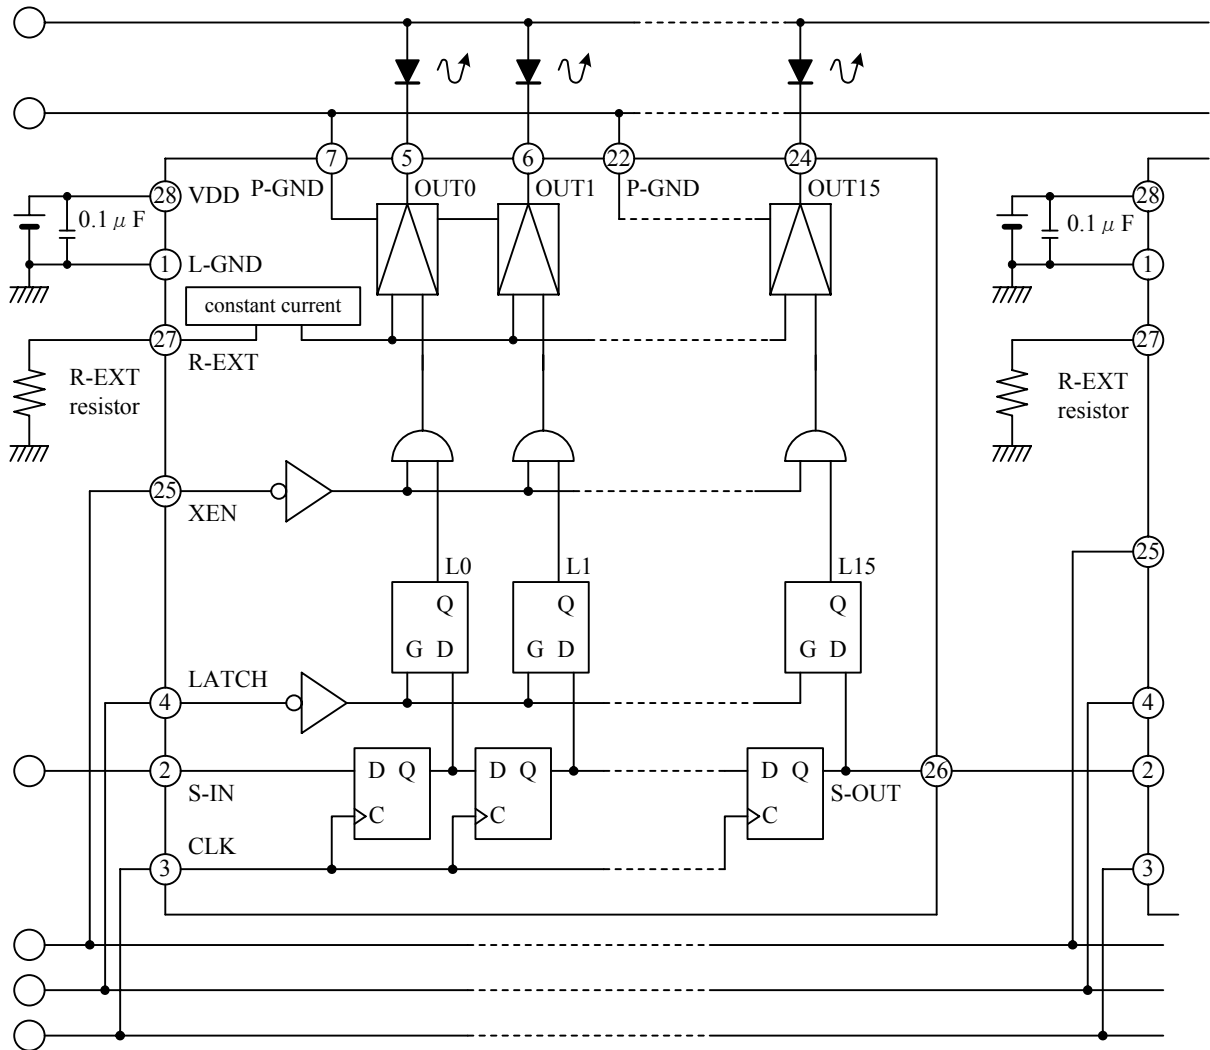 7 5 6 22 24
P-GND OUT0 OUT1 P-GND OUT15
28 VDD 28
0.1 μ F 0.1 μ F
1 L-GND 1
constant current
27 27
R-EXT
R-EXT
resistor
R-EXT
resistor
25
XEN
25
L0 L1 L15
Q Q Q
G D G D G D
LATCH
4 4
2 D Q D Q D Q 26 2
S-IN S-OUT
C C C
CLK
3 3